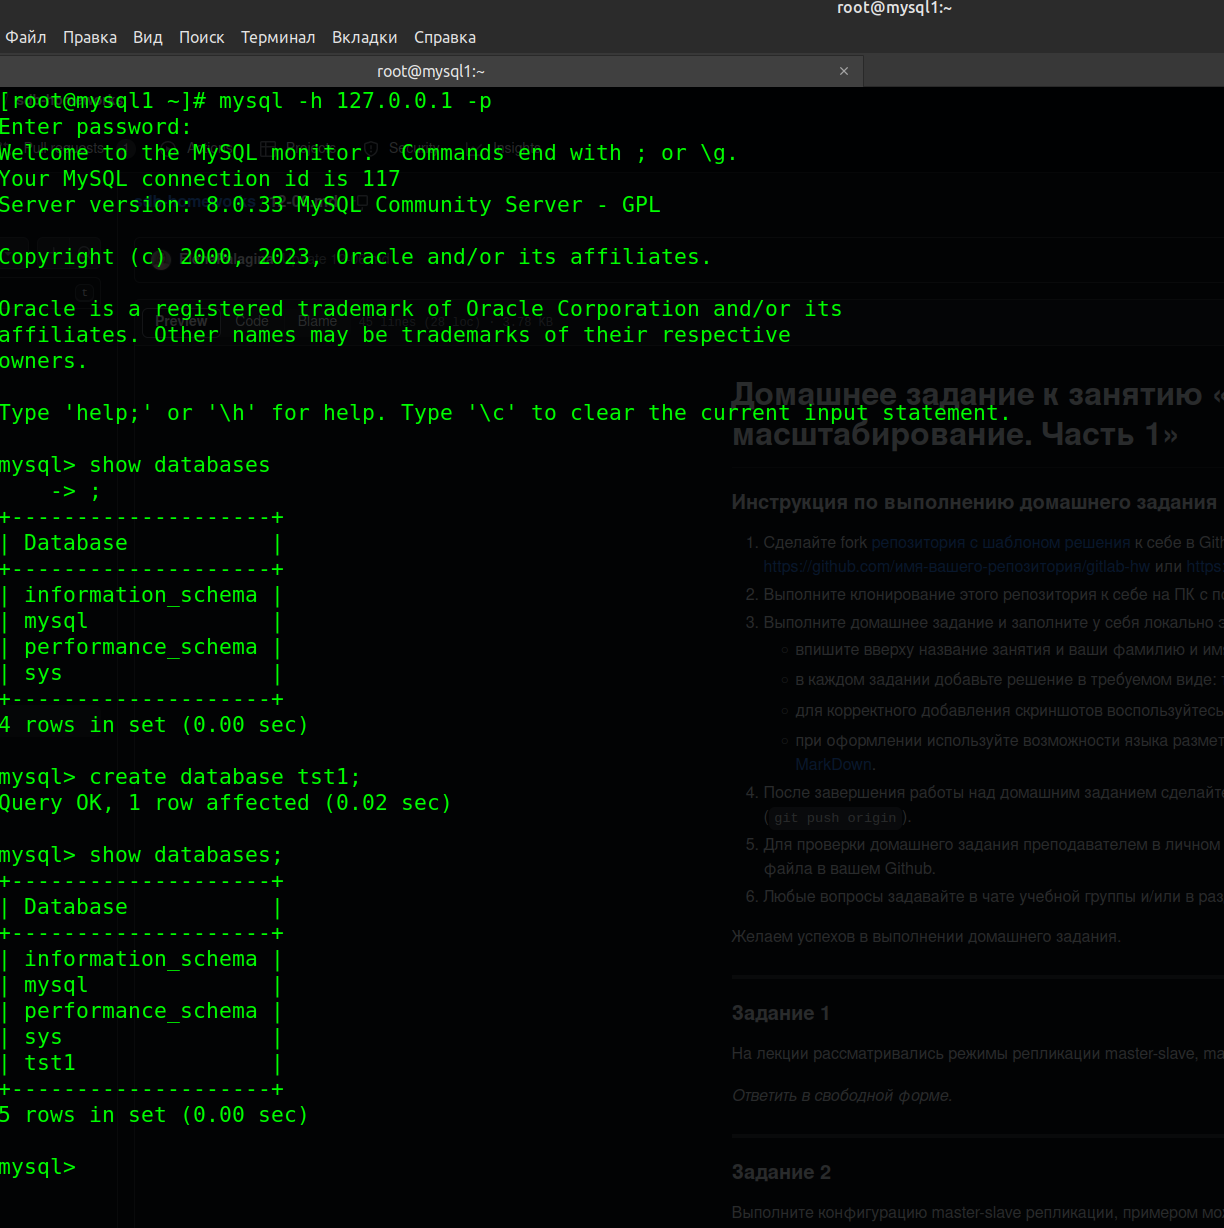 root@mysql1:~
Файл Правка Вид Поиск Терминал Вкладки Справка
root@mysql1:~ ×
[root@mysql1 ~]# mysql -h 127.0.0.1 -p
Enter password:
Welcome to the MySQL monitor.  Commands end with ; or \g.
Your MySQL connection id is 117
Server version: 8.0.33 MySQL Community Server - GPL
Copyright (c) 2000, 2023, Oracle and/or its affiliates.
Oracle is a registered trademark of Oracle Corporation and/or its
affiliates. Other names may be trademarks of their respective
owners.
Type 'help;' or '\h' for help. Type '\c' to clear the current input statement.
mysql> show databases
    -> ;
+--------------------+
| Database           |
+--------------------+
| information_schema |
| mysql              |
| performance_schema |
| sys                |
+--------------------+
4 rows in set (0.00 sec)
mysql> create database tst1;
Query OK, 1 row affected (0.02 sec)
mysql> show databases;
+--------------------+
| Database           |
+--------------------+
| information_schema |
| mysql              |
| performance_schema |
| sys                |
| tst1               |
+--------------------+
5 rows in set (0.00 sec)
mysql>
Pull requests
Security
Insights
t
Preview Code Blame
Домашнее задание к занятию «
масштабирование. Часть 1»
Инструкция по выполнению домашнего задания
1. Сделайте fork репозитория с шаблоном решения к себе в
https://github.com/имя-вашего-репозитория/gitlab-hw или https:
2. Выполните клонирование этого репозитория к себе на ПК с
3. Выполните домашнее задание и заполните у себя локально
впишите вверху название занятия и ваши фамилию и
в каждом задании добавьте решение в требуемом виде:
для корректного добавления скриншотов воспользуйтесь
при оформлении используйте возможности языка
MarkDown.
4. После завершения работы над домашним заданием
(git push origin).
5. Для проверки домашнего задания преподавателем в личном
файла в вашем Github.
6. Любые вопросы задавайте в чате учебной группы и/или в
Желаем успехов в выполнении домашнего задания.
Задание 1
На лекции рассматривались режимы репликации master-slave,
Ответить в свободной форме.
Задание 2
Выполните конфигурацию master-slave репликации, примером